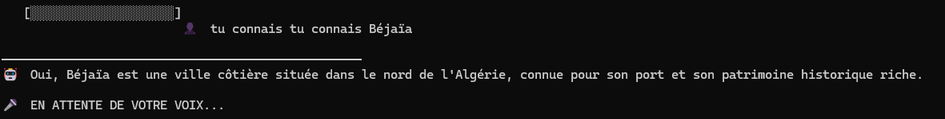 [░░░░░░░░░░░░░░░░░░░░]
👤 tu connais tu connais Béjaïa
🤖 Oui, Béjaïa est une ville côtière située dans le nord de l'Algérie, connue pour son port et son patrimoine historique riche.
🎤 EN ATTENTE DE VOTRE VOIX...